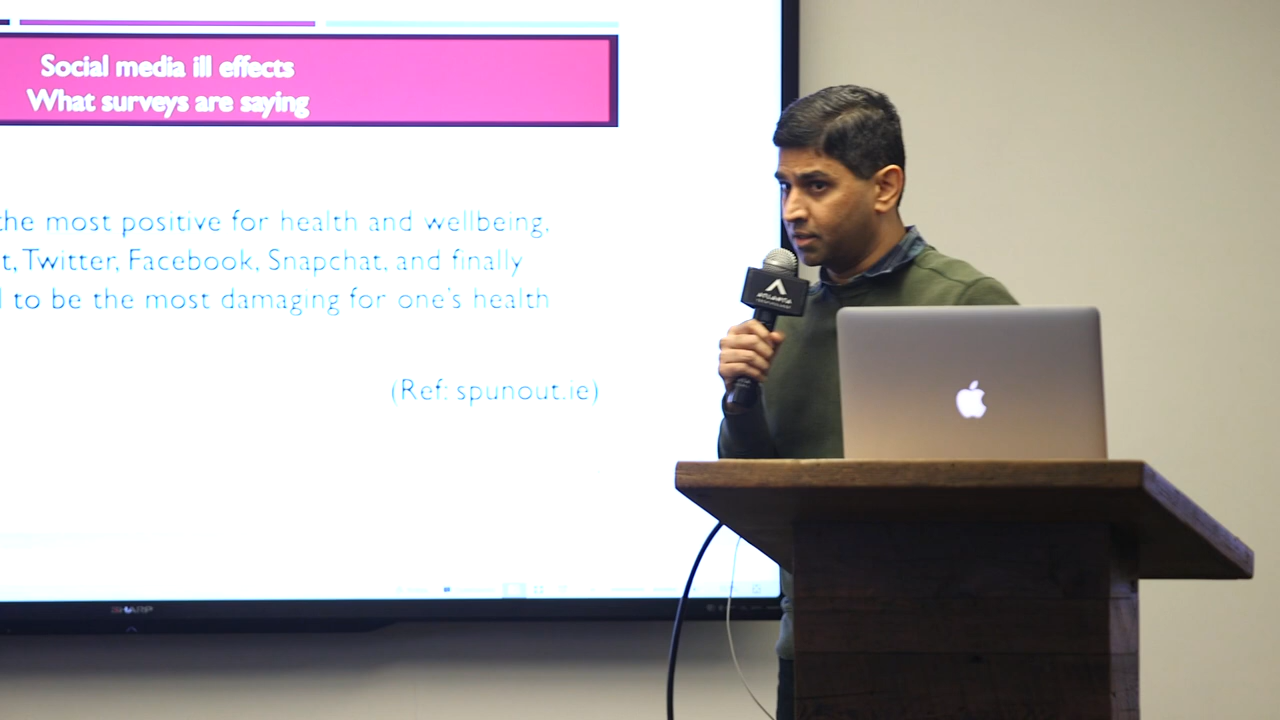 Social media ill effects
What surveys are saying
the most positive for health and wellbeing,
t, Twitter, Facebook, Snapchat, and finally
to be the most damaging for one's health
(Ref: spunout.ie)
SHARP